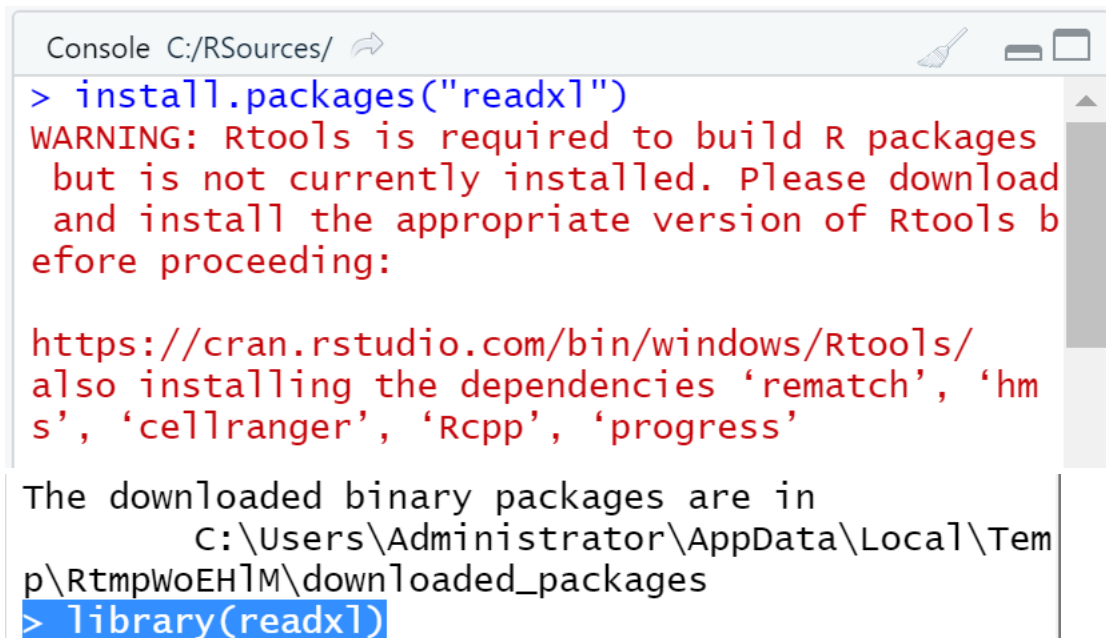 Console C:/RSources/
> install.packages("readxl")
WARNING: Rtools is required to build R packages
but is not currently installed. Please download
and install the appropriate version of Rtools b
efore proceeding:
https://cran.rstudio.com/bin/windows/Rtools/
also installing the dependencies ‘rematch’, ‘hm
s’, ‘cellranger’, ‘Rcpp’, ‘progress’
The downloaded binary packages are in
C:\Users\Administrator\AppData\Local\Tem
p\RtmpWoEHlM\downloaded_packages
> library(readxl)